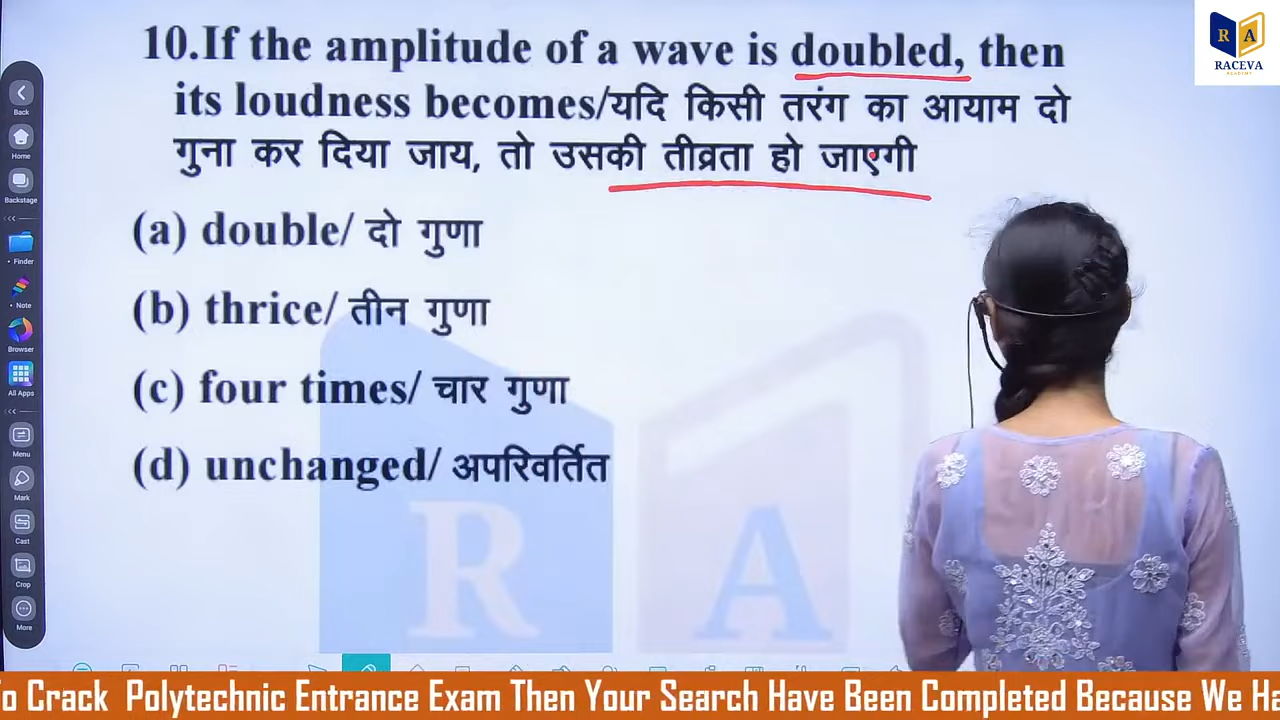 10.If the amplitude of a wave is doubled, then
its loudness becomes/यदि किसी तरंग का आयाम दो
गुना कर दिया जाय, तो उसकी तीव्रता हो जाएगी
(a) double/ दो गुणा
(b) thrice/ तीन गुणा
(c) four times/ चार गुणा
(d) unchanged/ अपरिवर्तित
R A
RACEVA
ACADEMY
Back
Home
Backstage
Finder
Note
Browser
All Apps
Menu
Mark
Cast
Crop
More
R A
To Crack Polytechnic Entrance Exam Then Your Search Have Been Completed Because We Ha